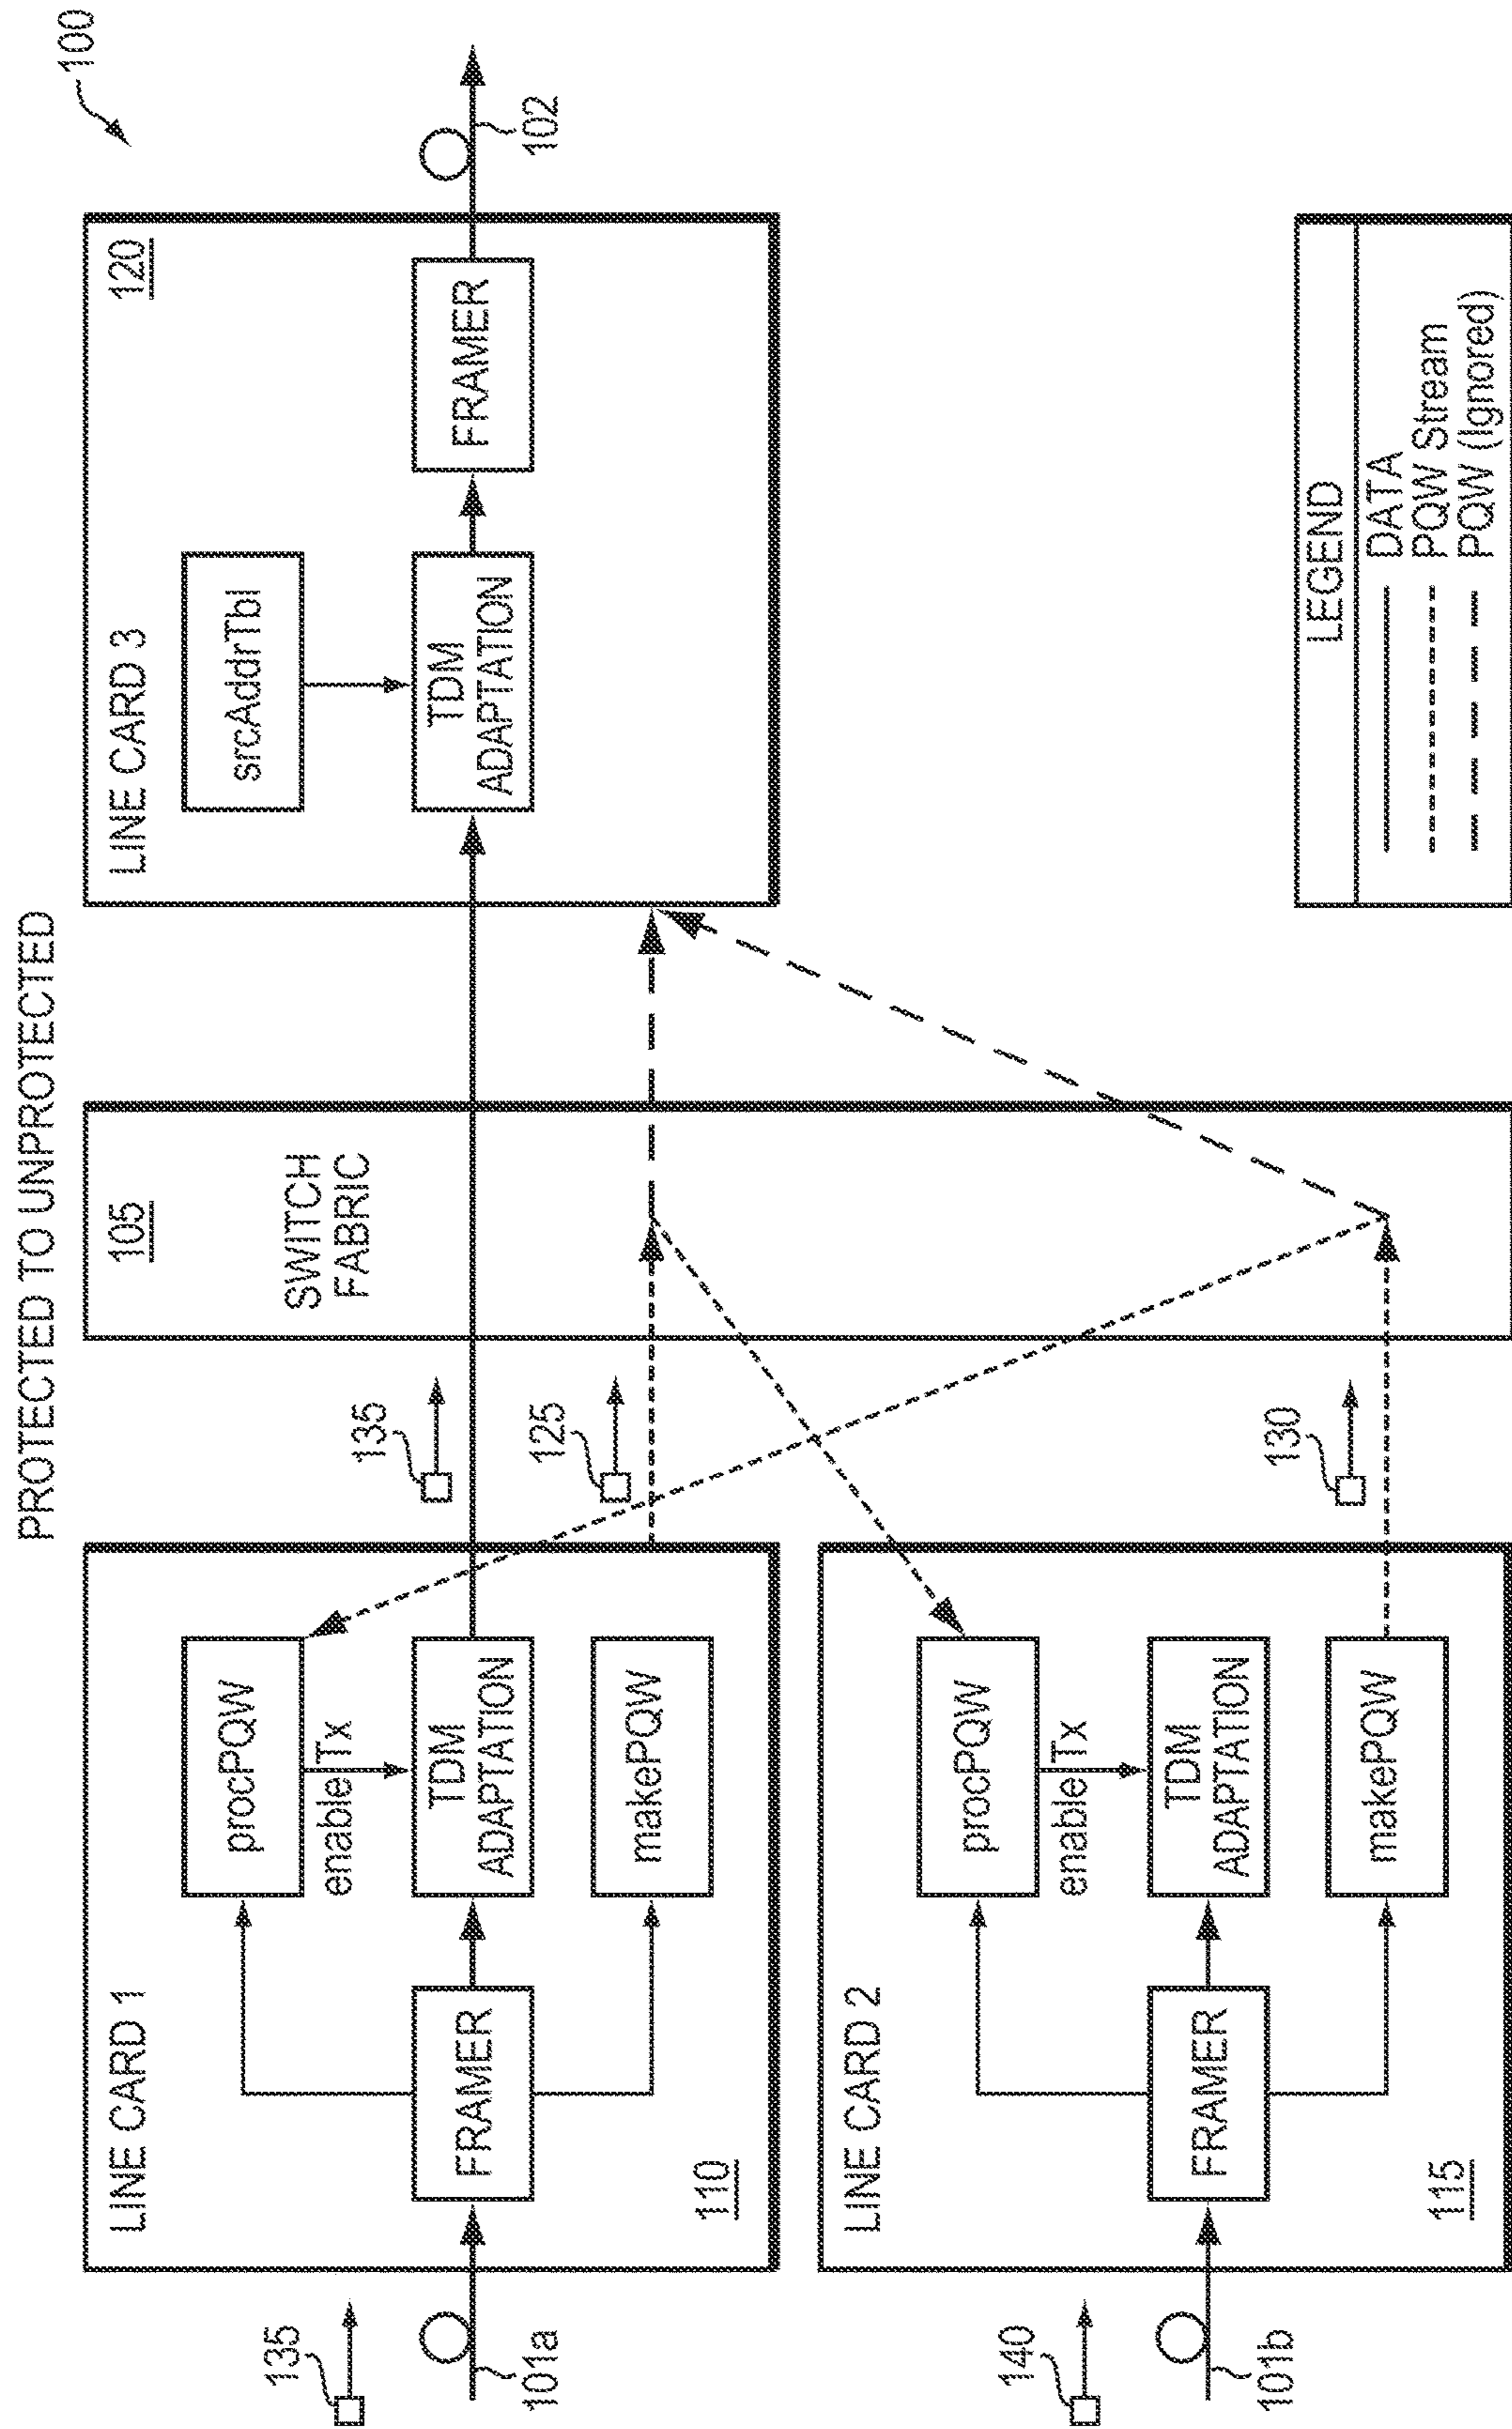 PROTECTED TO UNPROTECTED
100
LINE CARD 1
procPQW
enable Tx
FRAMER
TDM
ADAPTATION
makePQW
110
135
101a
135
125
105
SWITCH
FABRIC
LINE CARD 3
120
srcAddrTbl
TDM
ADAPTATION
FRAMER
102
LINE CARD 2
procPQW
enable Tx
FRAMER
TDM
ADAPTATION
makePQW
115
140
101b
130
LEGEND
DATA
PQW Stream
PQW (Ignored)